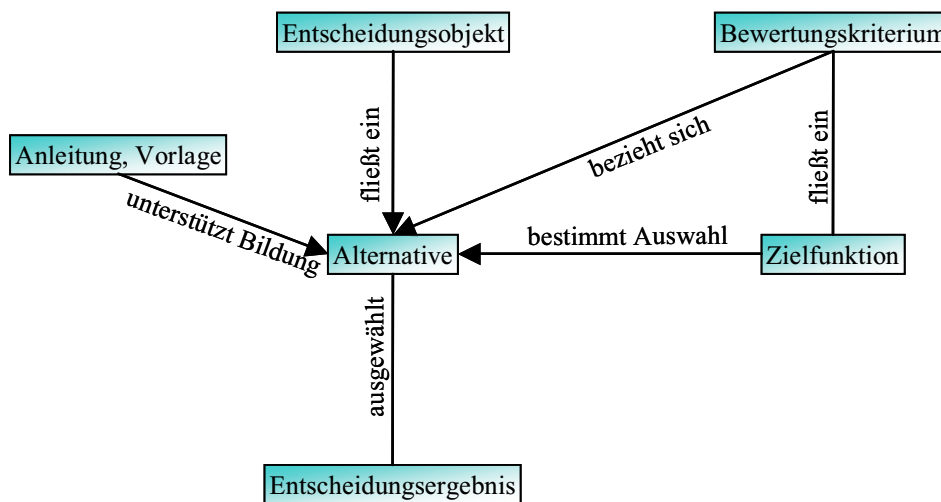 Entscheidungsobjekt
Bewertungskriterium
fließt ein
bezieht sich
fließt ein
Anleitung, Vorlage
unterstützt Bildung
Alternative
bestimmt Auswahl
Zielfunktion
ausgewählt
Entscheidungsergebnis